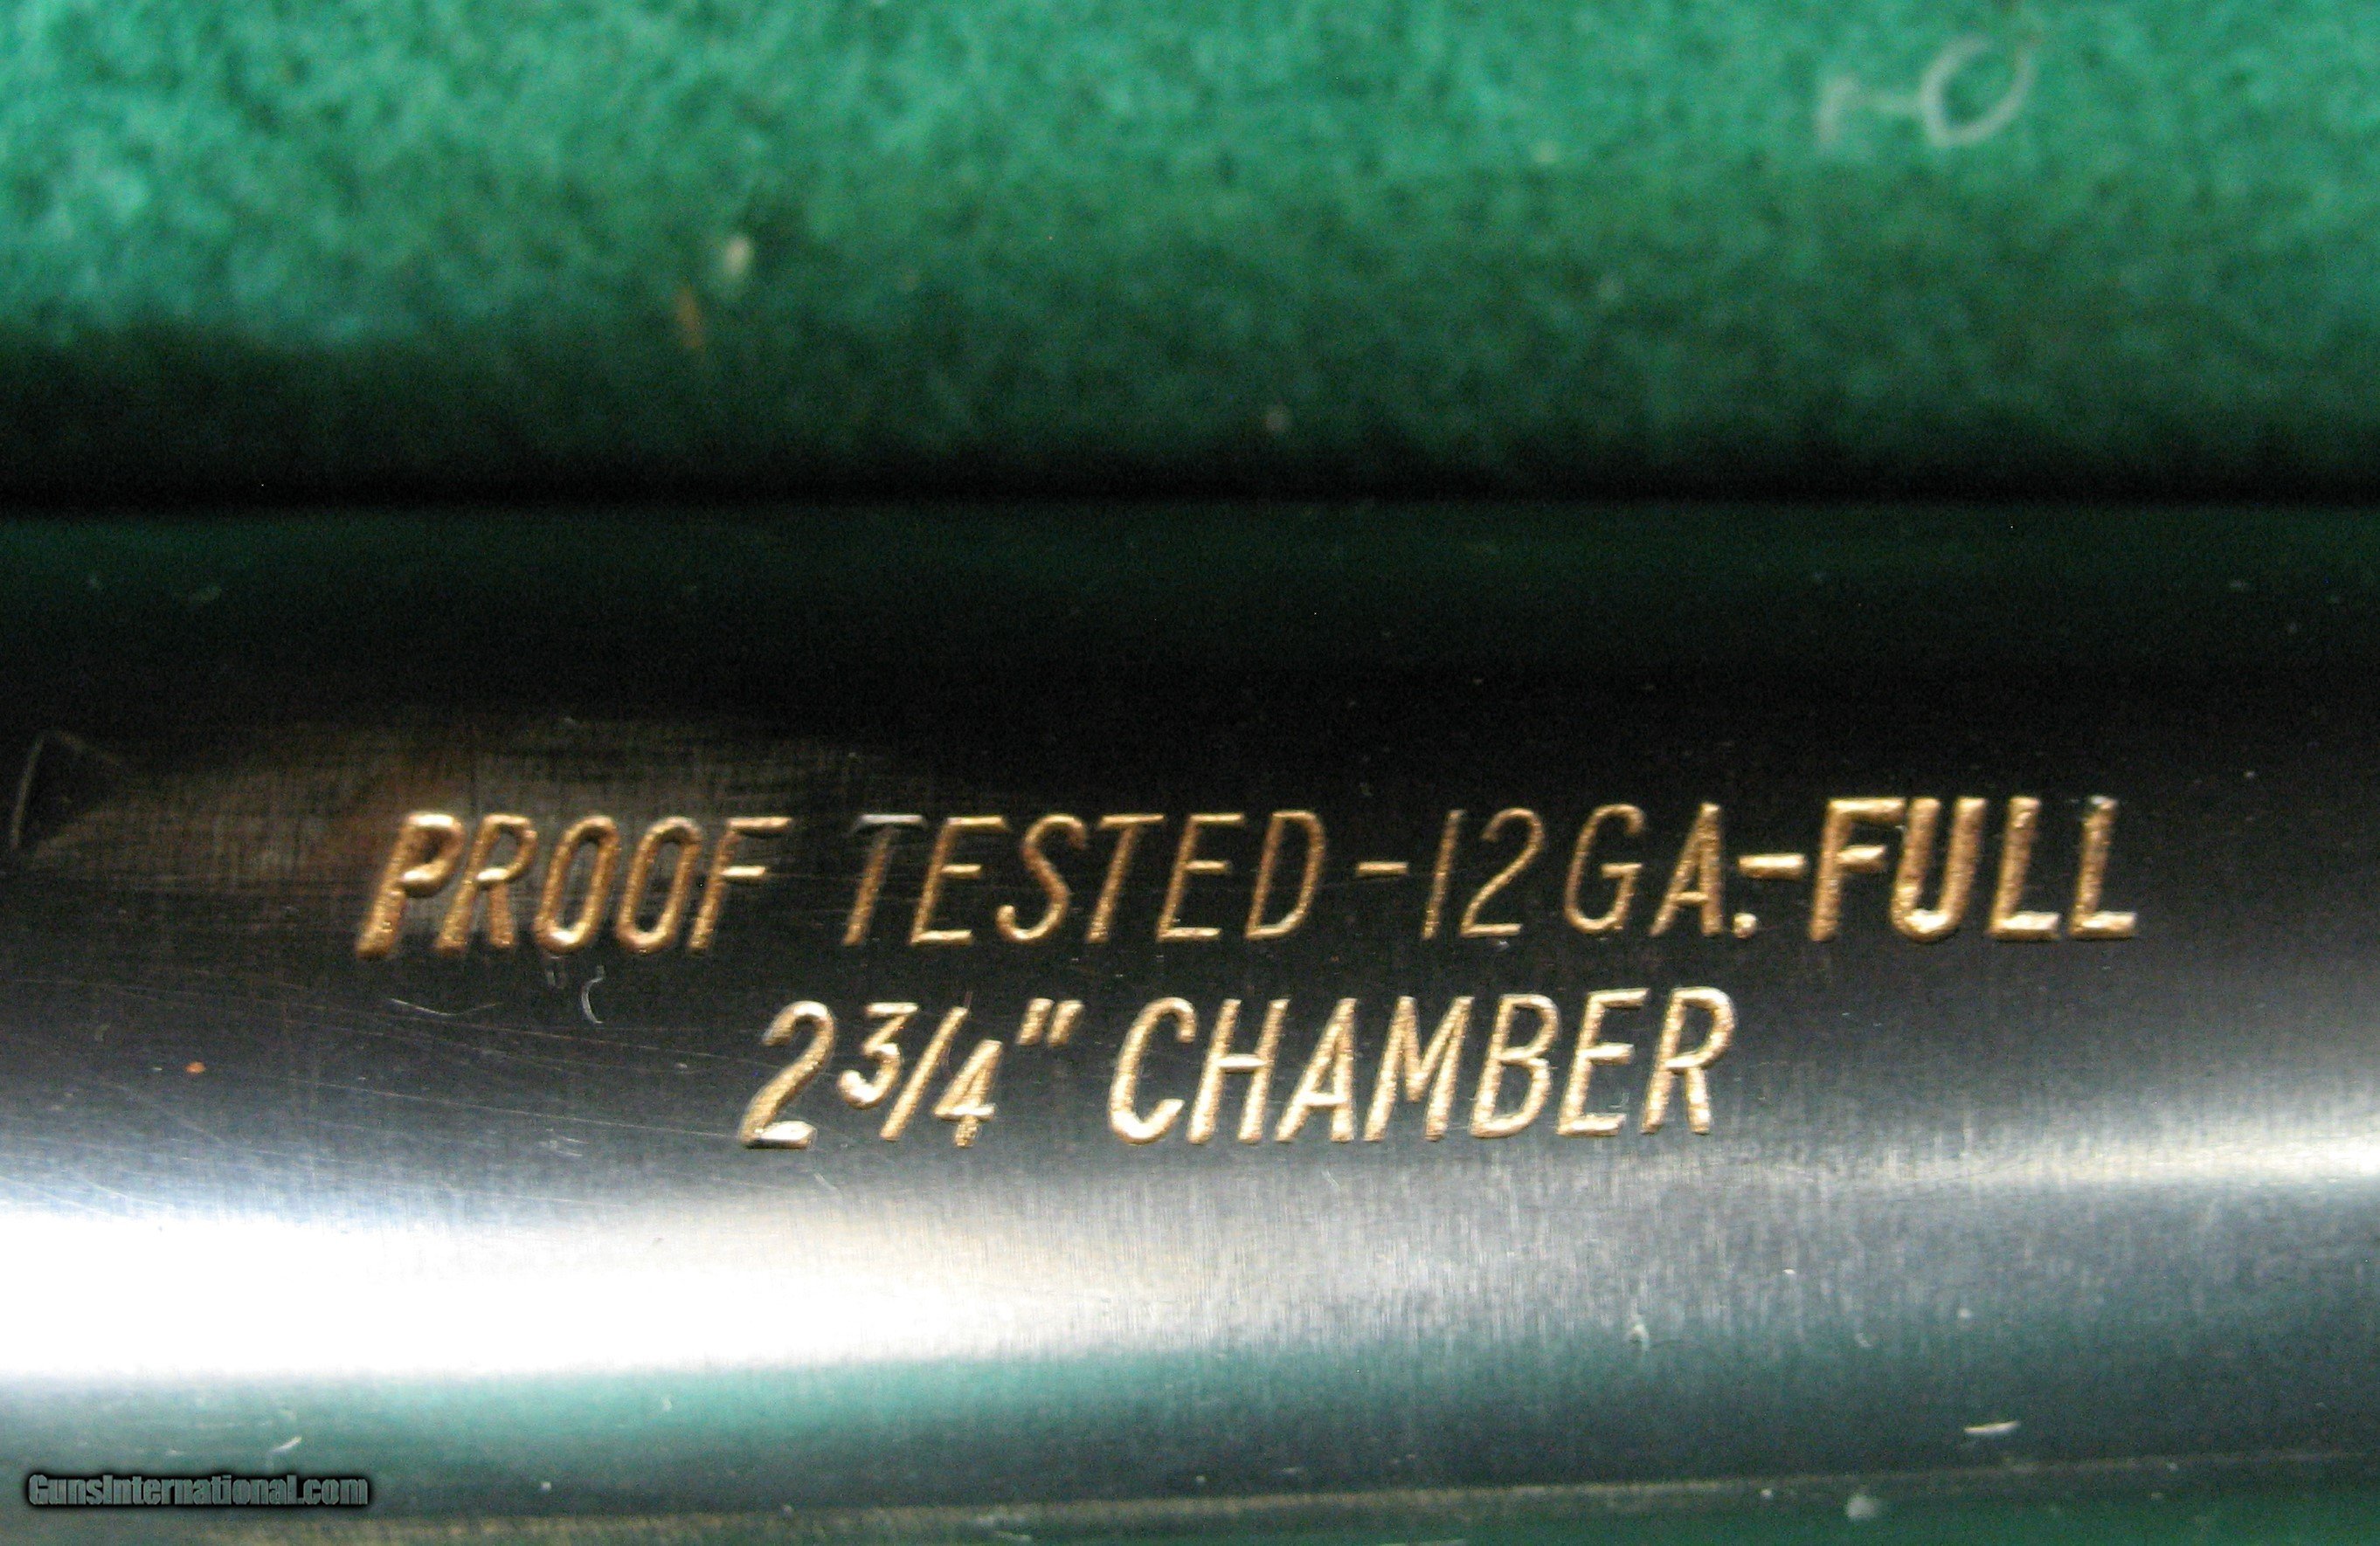 PROOF TESTED-12GA.-FULL
2 3/4" CHAMBER
GunsInternational.com